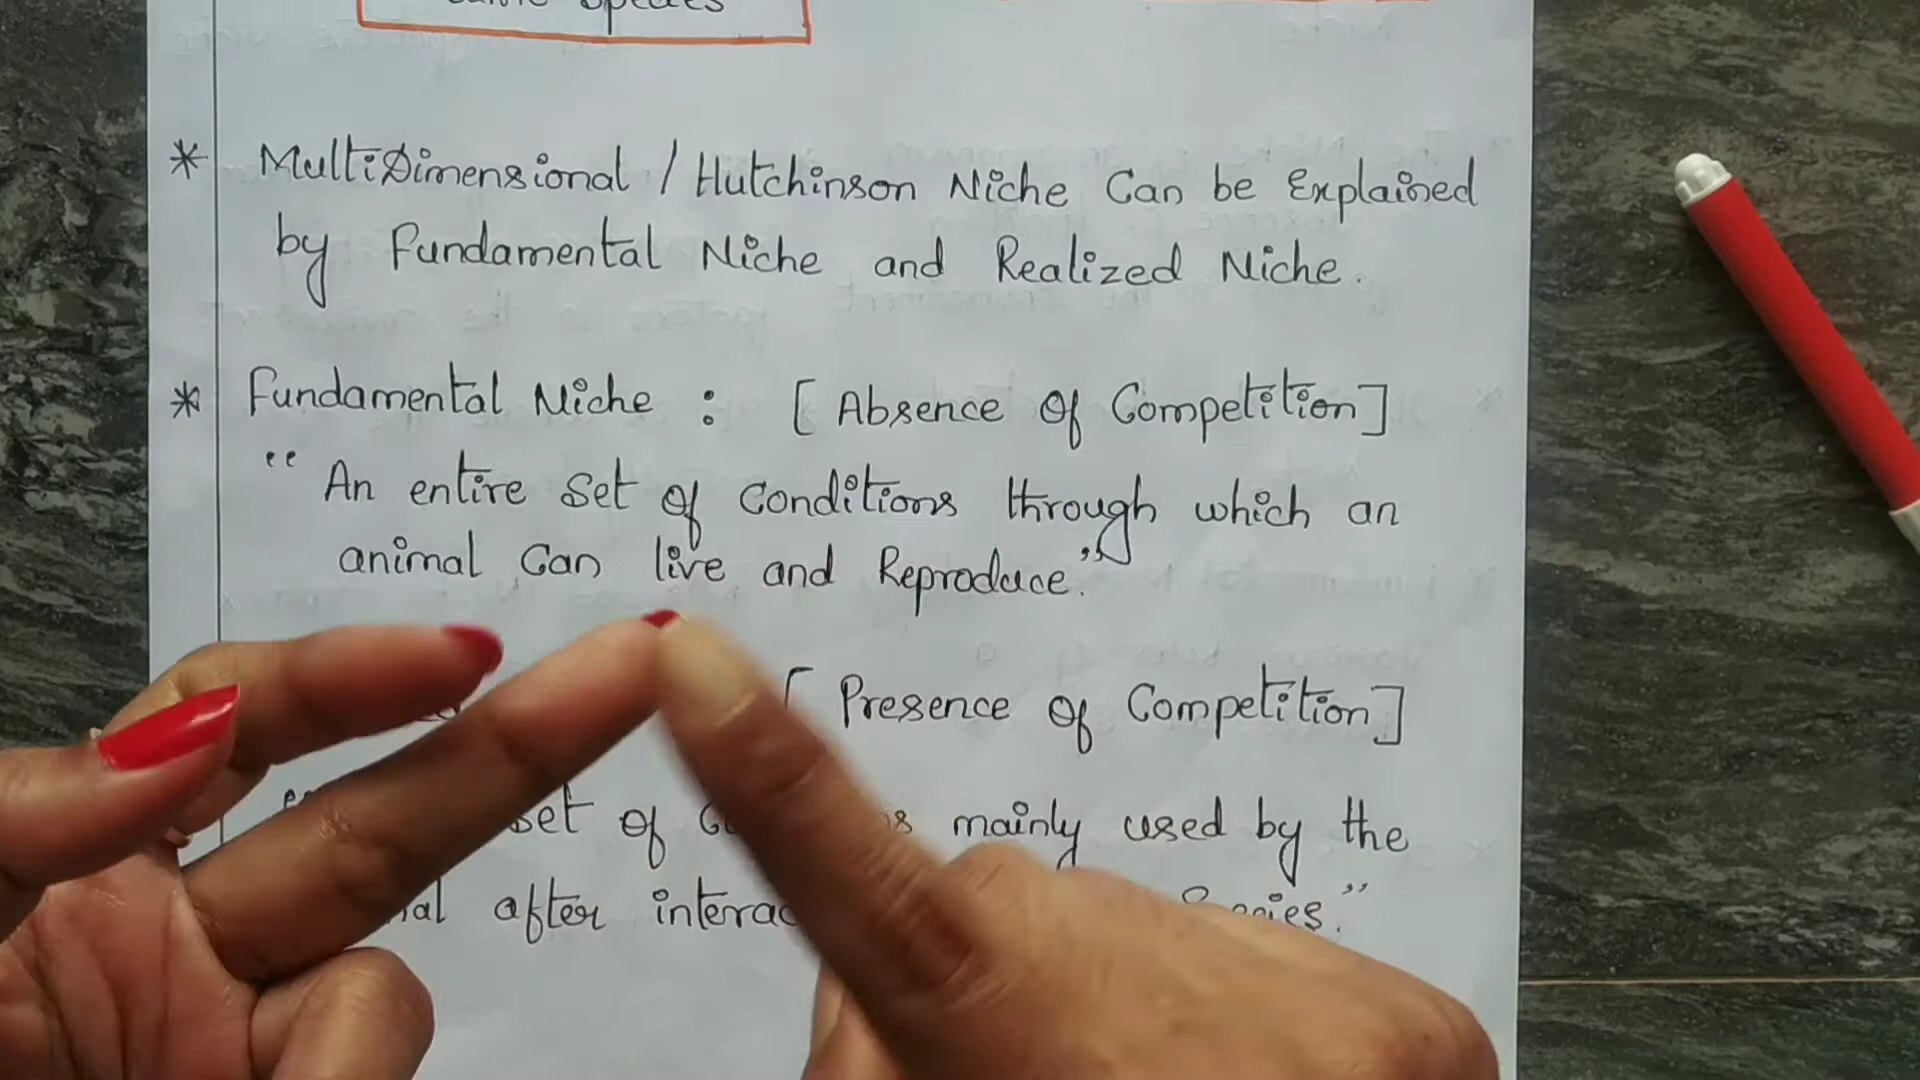 Species
* MultiDimensional / Hutchinson Niche Can be Explained
by Fundamental Niche and Realized Niche.
* Fundamental Niche : [ Absence Of Competition ]
“ An entire Set Of Conditions through which an
animal Can live and Reproduce.”
[ Presence Of Competition ]
set of mainly used by the
after Species.”